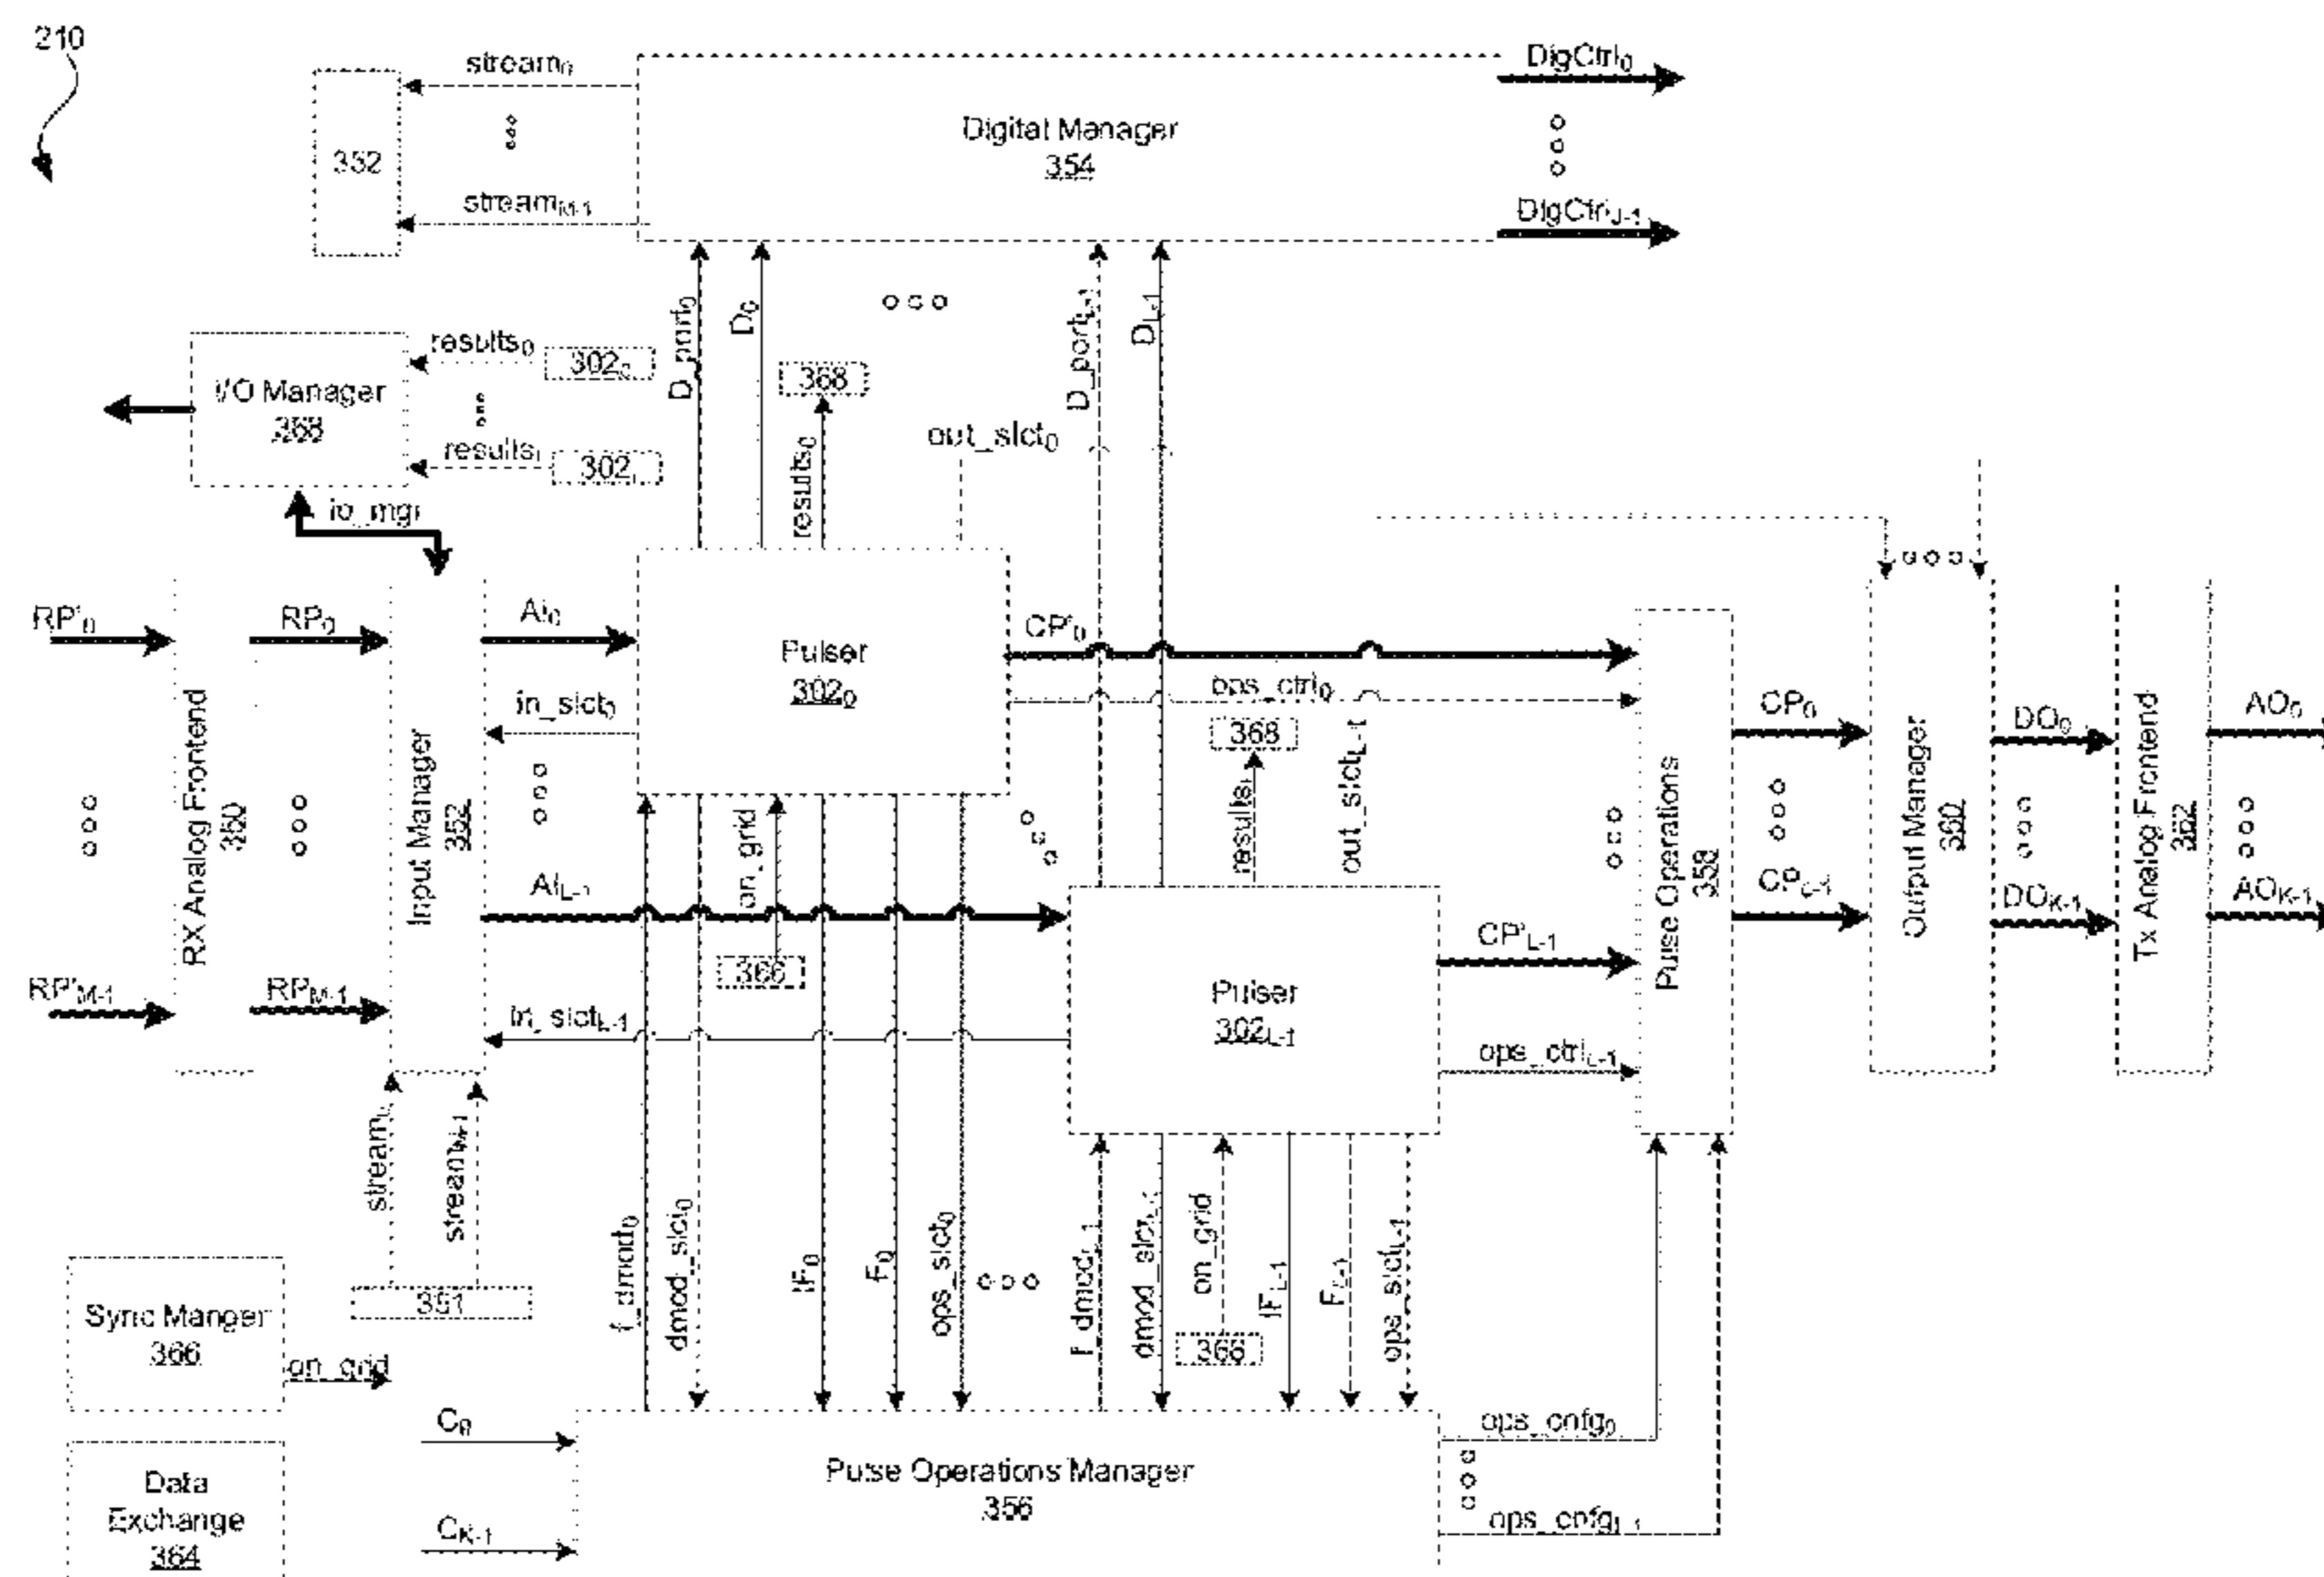 210
stream₀
DigCtrl₀
352
Digital Manager
354
streamM-1
DigCtrlJ-1
D_port₀
D₀
D_portL-1
DL-1
results₀
302₀
I/O Manager
368
368
results₀
out_slct₀
302
io_mgr
RP'₀
RP₀
AI₀
Pulser
302₀
CP'₀
ops_ctrl₀
in_slct₀
368
CP₀
DO₀
AO₀
RX Analog Frontend
350
Input Manager
352
on_grid
results
out_slctL-1
Pulse Operations
358
Output Manager
360
Tx Analog Frontend
362
AIL-1
DOK-1
AOK-1
366
CP'L-1
RP'M-1
RPM-1
Pulser
302L-1
in_slctL-1
ops_ctrlL-1
stream₀
streamM-1
f_dmod₀
dmod_slct₀
IF₀
F₀
ops_slct₀
f_dmodL-1
dmod_slctL-1
on_grid
IFL-1
FL-1
ops_slctL-1
351
366
Sync Manger
366
on_grid
C₀
ops_cnfg₀
Pulse Operations Manager
356
Data
Exchange
364
CK-1
ops_cnfgL-1